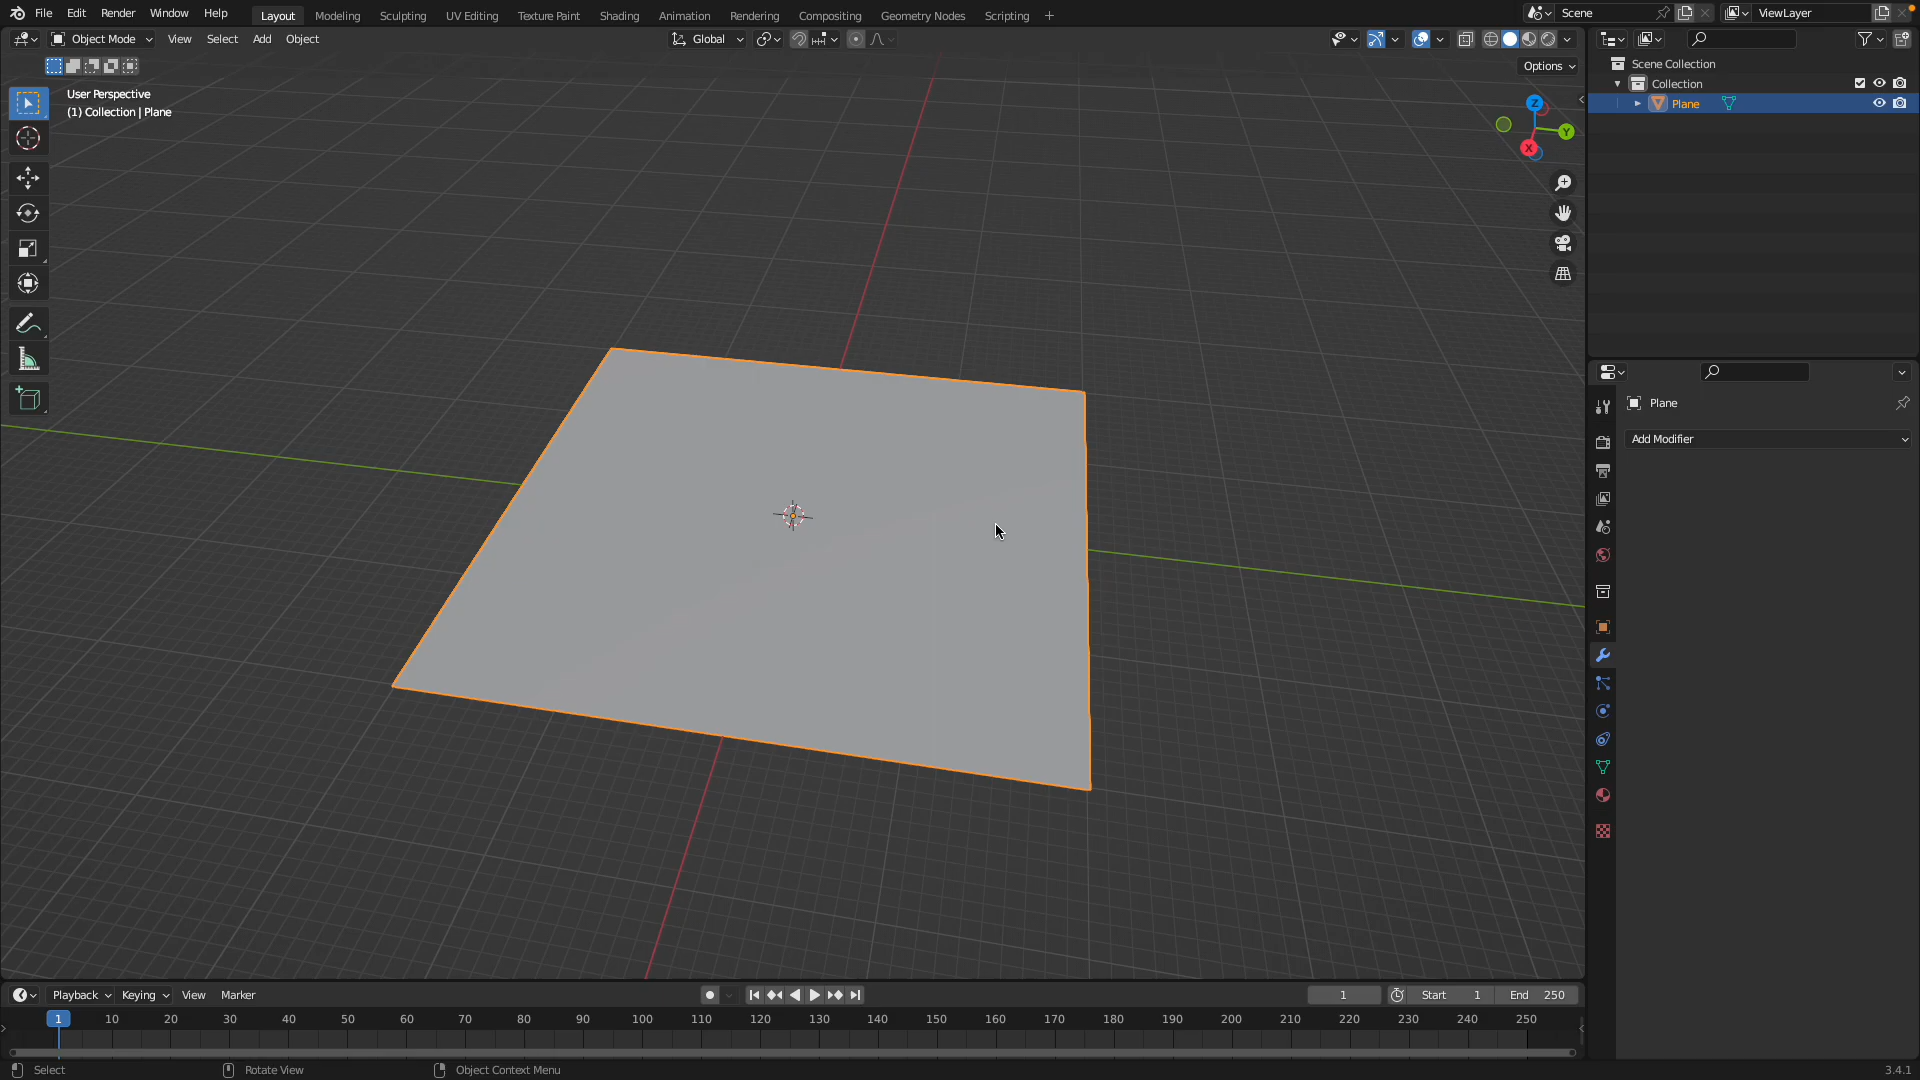 File Edit Render Window Help
Layout Modeling Sculpting UV Editing Texture Paint Shading Animation Rendering Compositing Geometry Nodes Scripting +
Scene
ViewLayer
Object Mode View Select Add Object
Global
Options
User Perspective
(1) Collection | Plane
Z
Y
X
Scene Collection
Collection
Plane
Plane
Add Modifier
Playback Keying View Marker
1
Start 1
End 250
1 10 20 30 40 50 60 70 80 90 100 110 120 130 140 150 160 170 180 190 200 210 220 230 240 250
Select
Rotate View
Object Context Menu
3.4.1